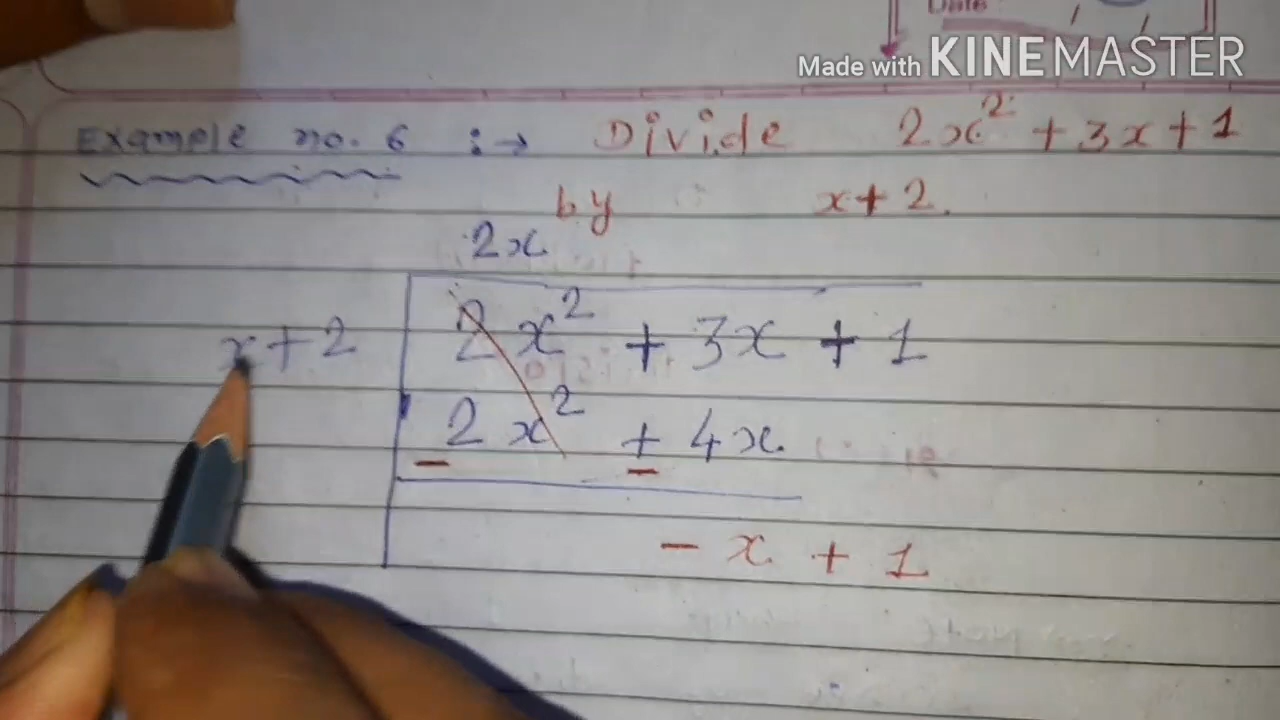 Date
Made with KINEMASTER
Example no. 6 :→ Divide 2x² + 3x + 1
by x + 2.
2x
x + 2 2x² + 3x + 1
2x² + 4x
− −
− x + 1